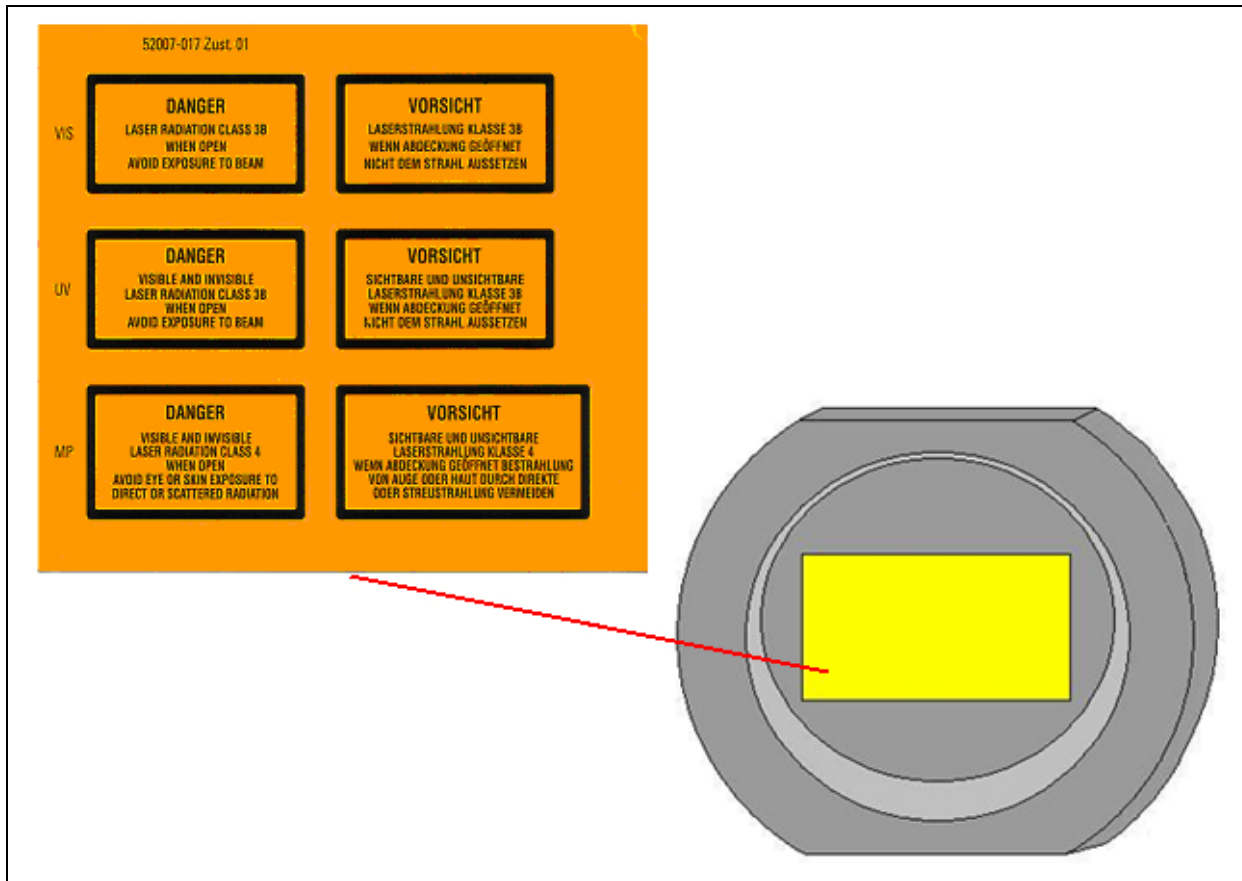 52007-017 Zust. 01
VIS
DANGER
LASER RADIATION CLASS 3B
WHEN OPEN
AVOID EXPOSURE TO BEAM
VORSICHT
LASERSTRAHLUNG KLASSE 3B
WENN ABDECKUNG GEÖFFNET
NICHT DEM STRAHL AUSSETZEN
UV
DANGER
VISIBLE AND INVISIBLE
LASER RADIATION CLASS 3B
WHEN OPEN
AVOID EXPOSURE TO BEAM
VORSICHT
SICHTBARE UND UNSICHTBARE
LASERSTRAHLUNG KLASSE 3B
WENN ABDECKUNG GEÖFFNET
NICHT DEM STRAHL AUSSETZEN
MP
DANGER
VISIBLE AND INVISIBLE
LASER RADIATION CLASS 4
WHEN OPEN
AVOID EYE OR SKIN EXPOSURE TO
DIRECT OR SCATTERED RADIATION
VORSICHT
SICHTBARE UND UNSICHTBARE
LASERSTRAHLUNG KLASSE 4
WENN ABDECKUNG GEÖFFNET BESTRAHLUNG
VON AUGE ODER HAUT DURCH DIREKTE
ODER STREUSTRAHLUNG VERMEIDEN